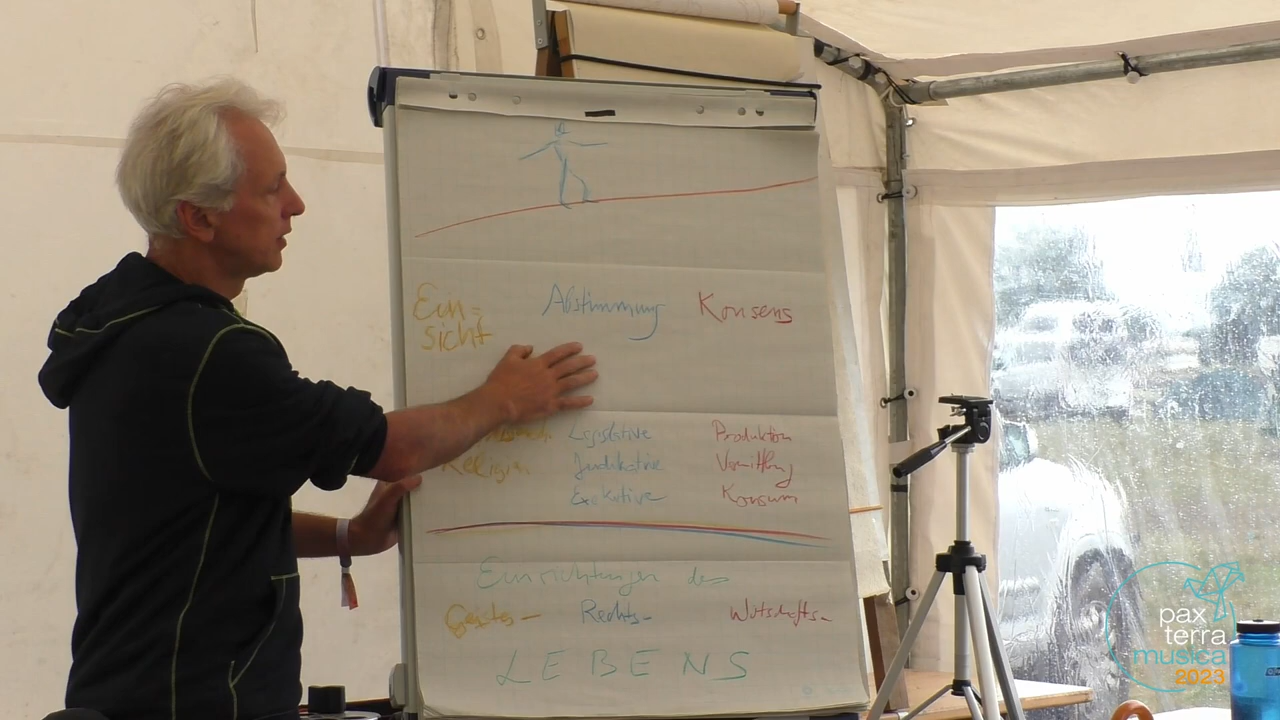 Ein=
sicht
Abstimmung
Konsens
Legislative
Produktion
Religion
Judikative
Vermittlung
Exekutive
Konsum
Einrichtungen des
Geistes- Rechts- Wirtschafts-
LEBENS
pax
terra
musica
2023